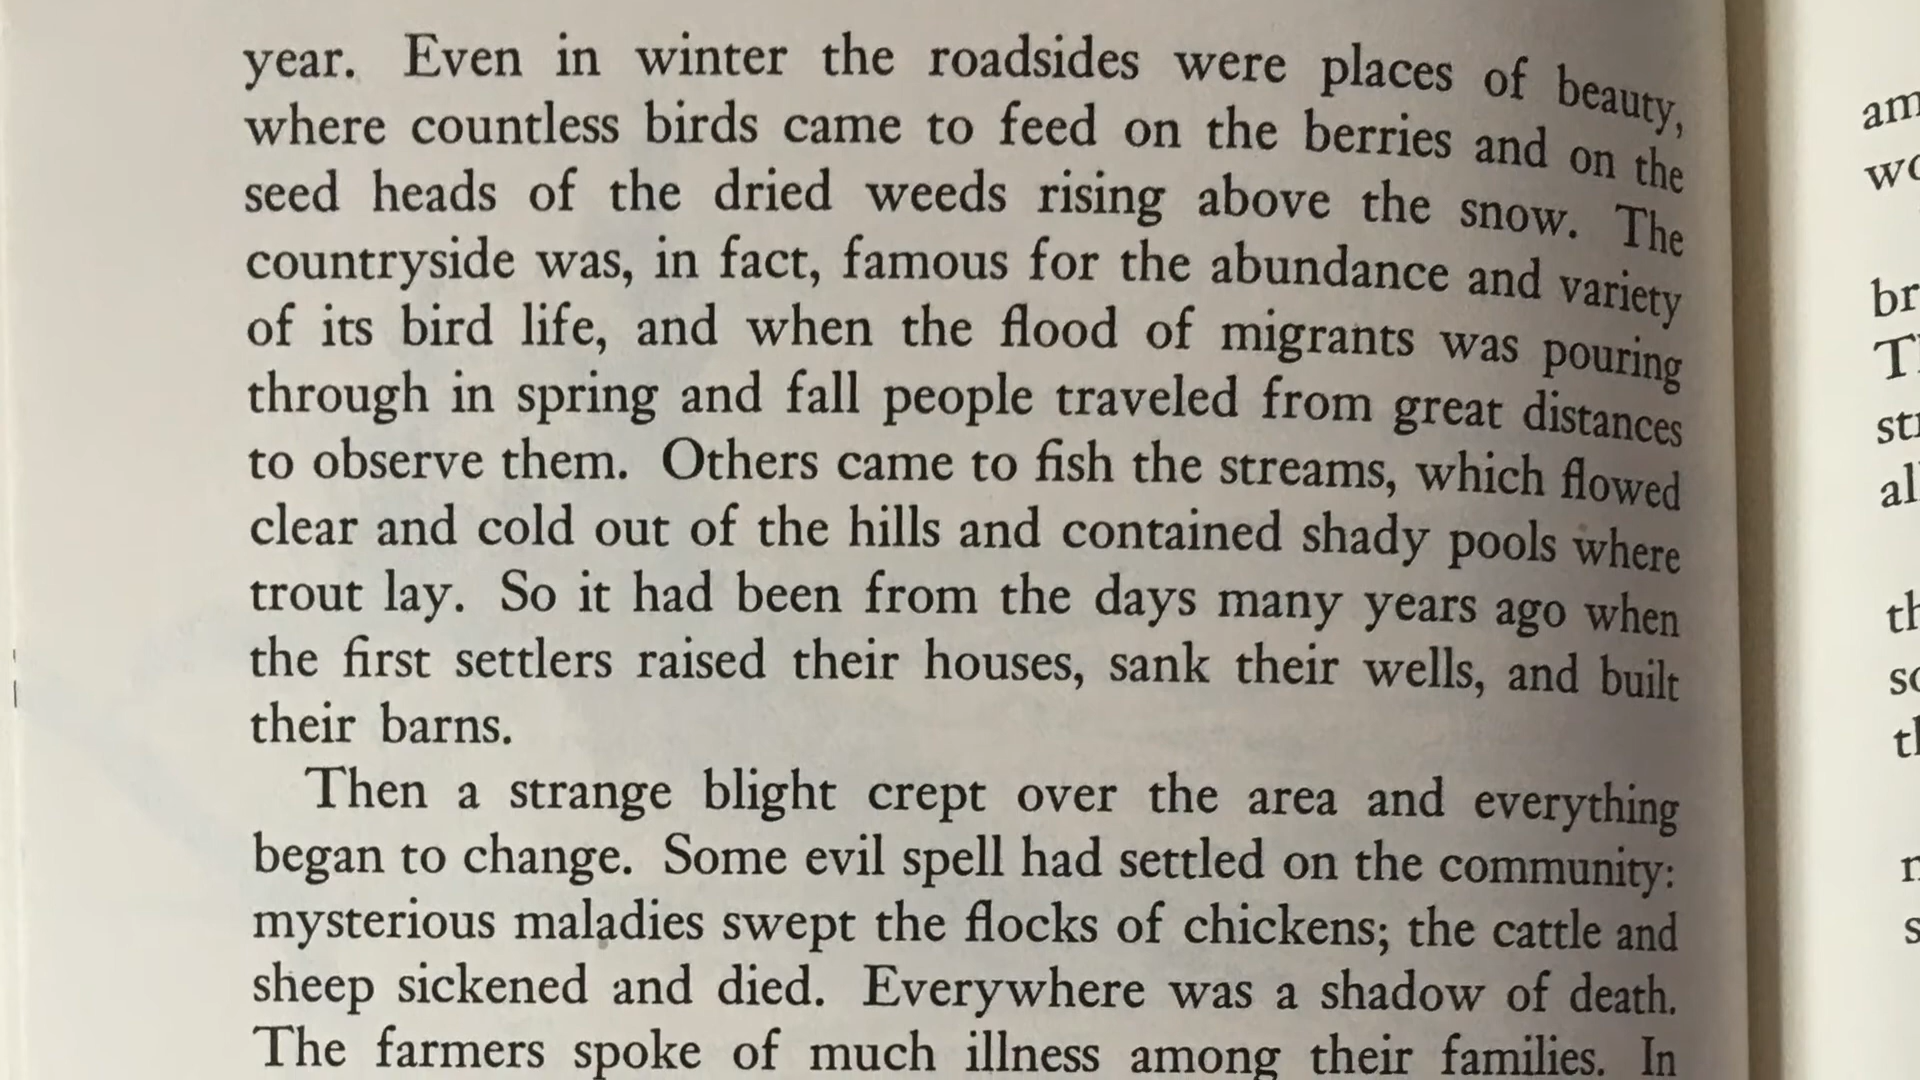 year. Even in winter the roadsides were places of beauty,
where countless birds came to feed on the berries and on the
seed heads of the dried weeds rising above the snow. The
countryside was, in fact, famous for the abundance and variety
of its bird life, and when the flood of migrants was pouring
through in spring and fall people traveled from great distances
to observe them. Others came to fish the streams, which flowed
clear and cold out of the hills and contained shady pools where
trout lay. So it had been from the days many years ago when
the first settlers raised their houses, sank their wells, and built
their barns.
Then a strange blight crept over the area and everything
began to change. Some evil spell had settled on the community:
mysterious maladies swept the flocks of chickens; the cattle and
sheep sickened and died. Everywhere was a shadow of death.
The farmers spoke of much illness among their families. In